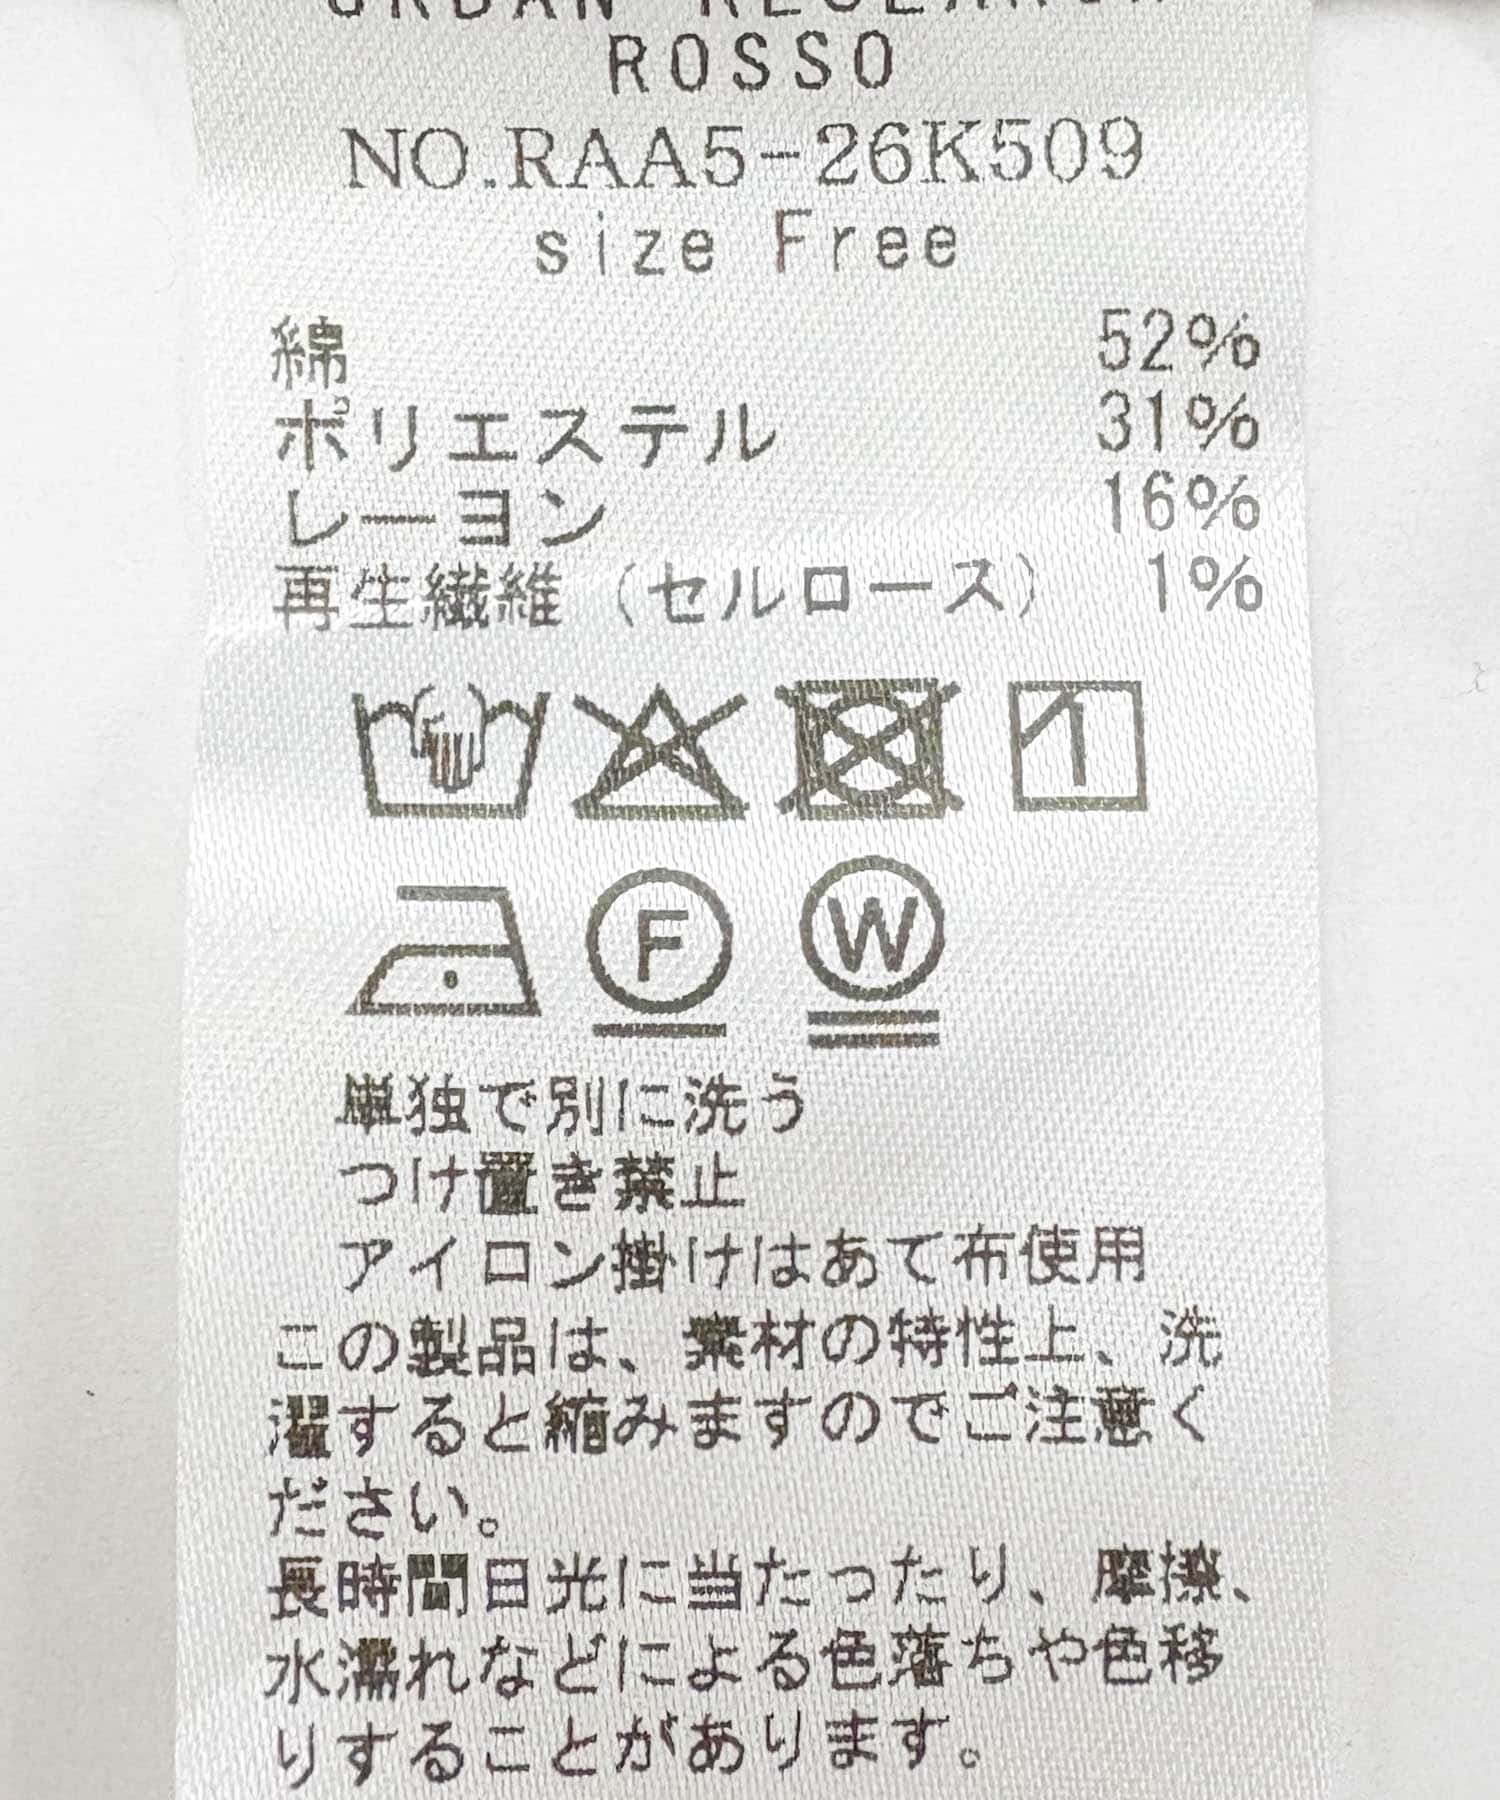 URBAN RESEARCH
ROSSO
NO.RAA5-26K509
size Free
綿 52%
ポリエステル 31%
レーヨン 16%
再生繊維（セルロース） 1%
F W
単独で別に洗う
つけ置き禁止
アイロン掛けはあて布使用
この製品は、素材の特性上、洗
濯すると縮みますのでご注意く
ださい。
長時間日光に当たったり、摩擦、
水濡れなどによる色落ちや色移
りすることがあります。